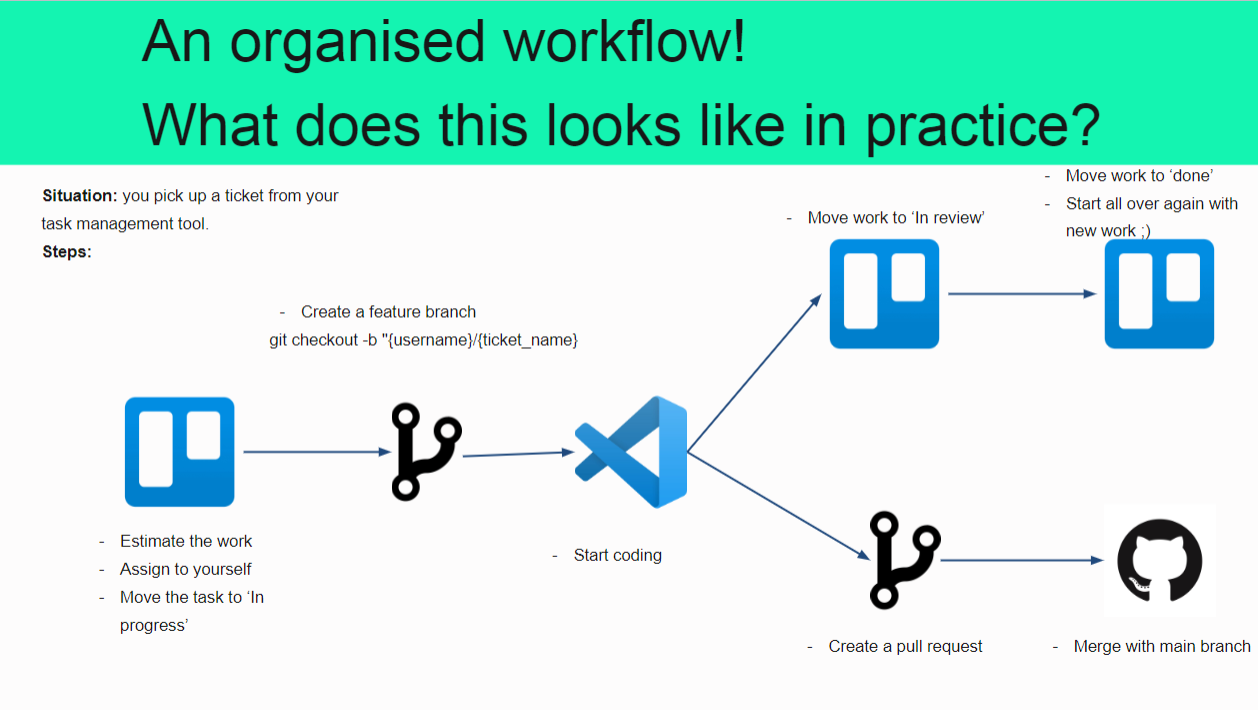 An organised workflow!
What does this looks like in practice?
Situation: you pick up a ticket from your
task management tool.
Steps:
- Estimate the work
- Assign to yourself
- Move the task to ‘In
progress’
- Create a feature branch
git checkout -b "{username}/{ticket_name}
- Start coding
- Move work to ‘In review’
- Move work to ‘done’
- Start all over again with
new work ;)
- Create a pull request
- Merge with main branch